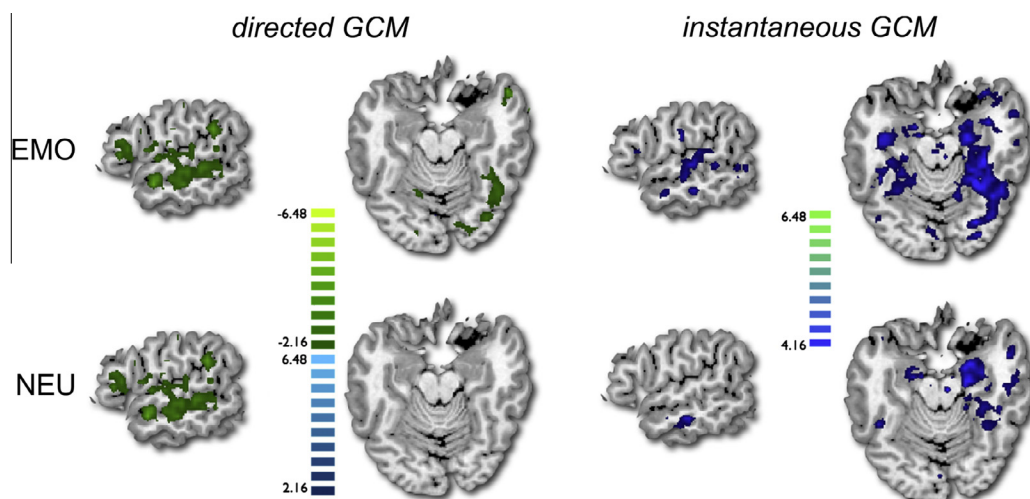 directed GCM
instantaneous GCM
EMO
-6.48
6.48
-2.16
6.48
4.16
NEU
2.16